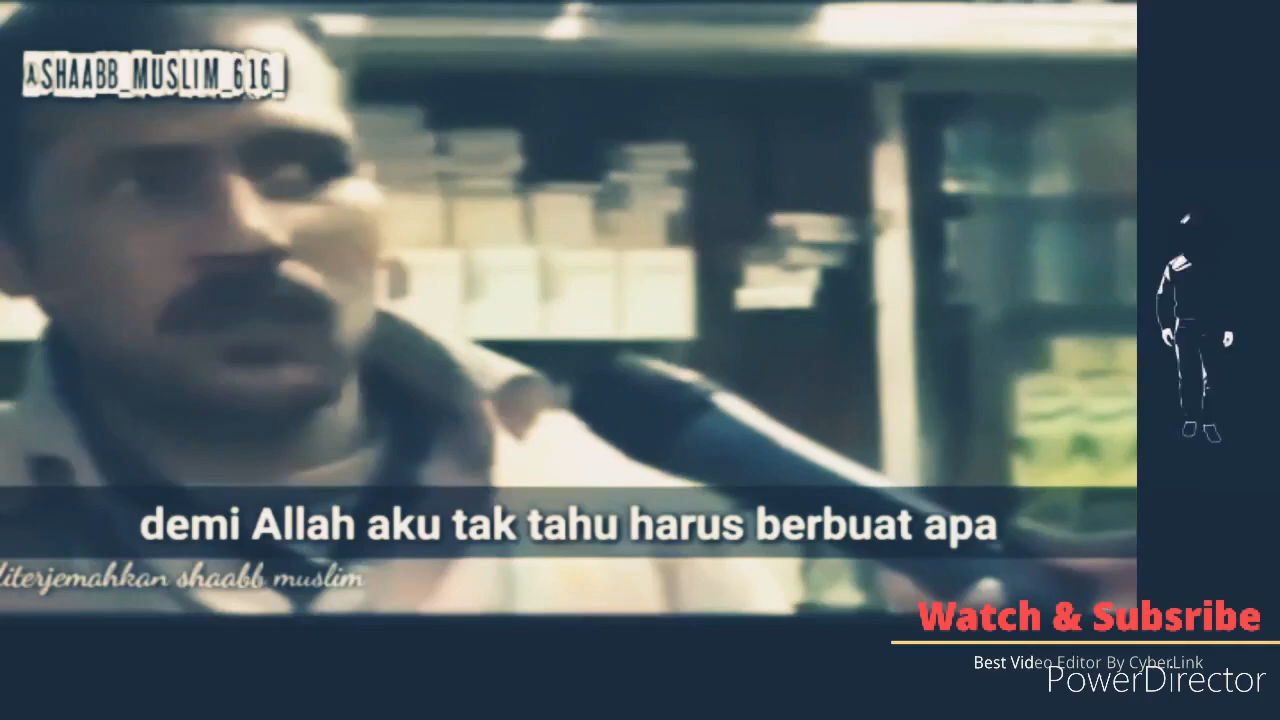 SHAABB_MUSLIM_616_
demi Allah aku tak tahu harus berbuat apa
diterjemahkan shaabb muslim
Watch & Subsribe
Best Video Editor By CyberLink
PowerDirector